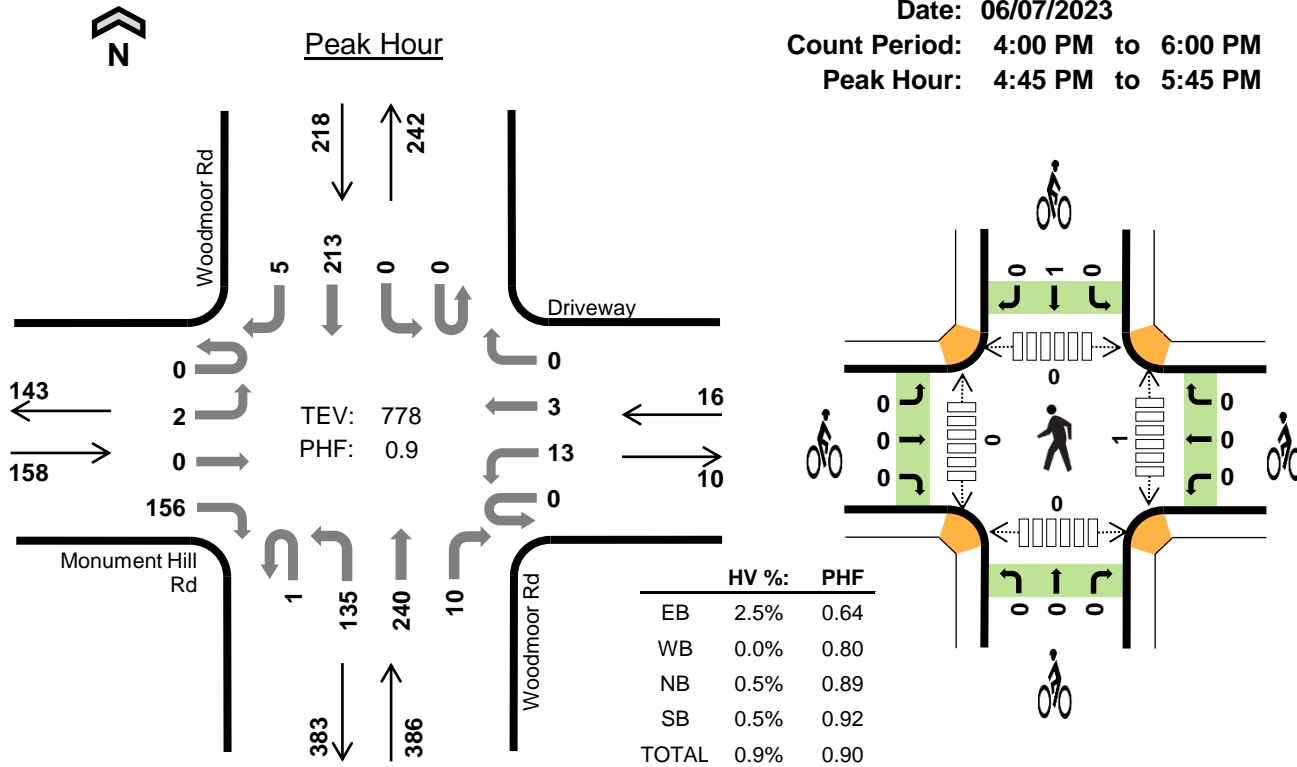 Date: 06/07/2023
Count Period: 4:00 PM to 6:00 PM
Peak Hour: 4:45 PM to 5:45 PM
N
Peak Hour
218
242
Woodmoor Rd
5
213
0
0
Driveway
0
2
0
156
143
158
TEV: 778
PHF: 0.9
0
3
13
0
16
10
Monument Hill
Rd
1
135
240
10
Woodmoor Rd
383
386
HV %: PHF
EB 2.5% 0.64
WB 0.0% 0.80
NB 0.5% 0.89
SB 0.5% 0.92
TOTAL 0.9% 0.90
0 1 0
0
0
0
0
0
1
0
0
0
0
0 0 0